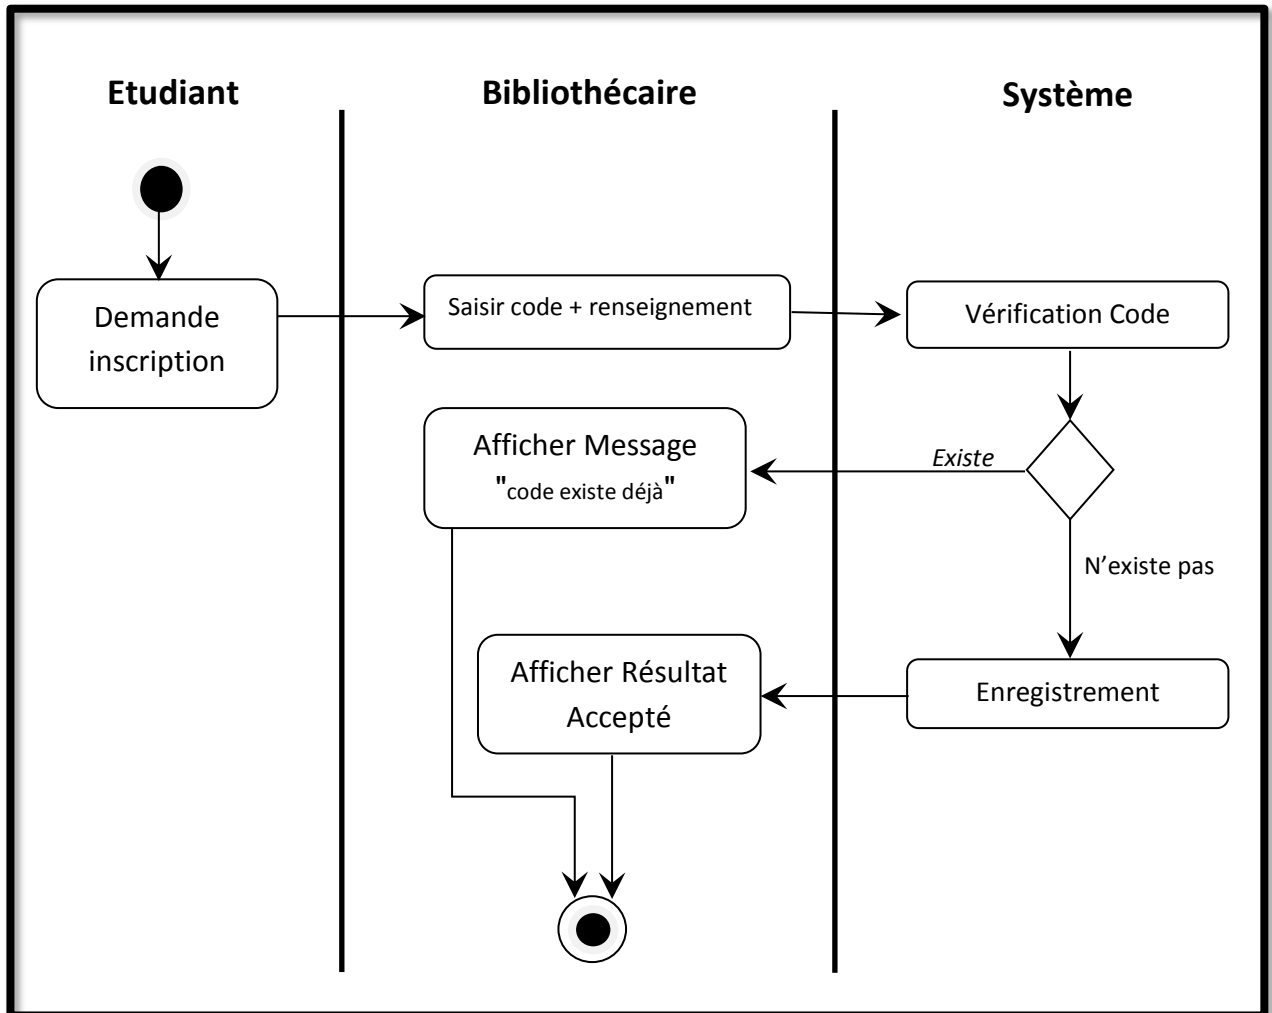 Etudiant
Bibliothécaire
Système
Demande
inscription
Saisir code + renseignement
Vérification Code
Afficher Message
"code existe déjà"
Existe
N’existe pas
Afficher Résultat
Accepté
Enregistrement